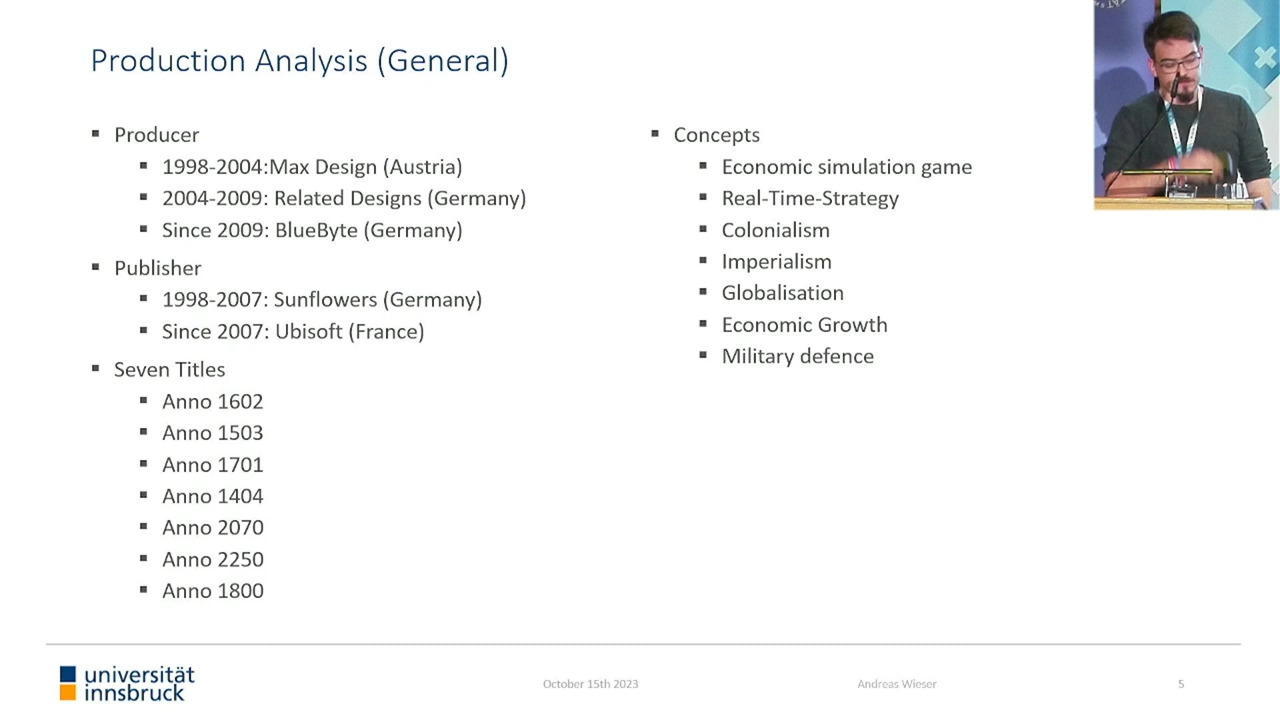 Production Analysis (General)
Producer
1998-2004:Max Design (Austria)
2004-2009: Related Designs (Germany)
Since 2009: BlueByte (Germany)
Publisher
1998-2007: Sunflowers (Germany)
Since 2007: Ubisoft (France)
Seven Titles
Anno 1602
Anno 1503
Anno 1701
Anno 1404
Anno 2070
Anno 2250
Anno 1800
Concepts
Economic simulation game
Real-Time-Strategy
Colonialism
Imperialism
Globalisation
Economic Growth
Military defence
universität
innsbruck
October 15th 2023
Andreas Wieser
5